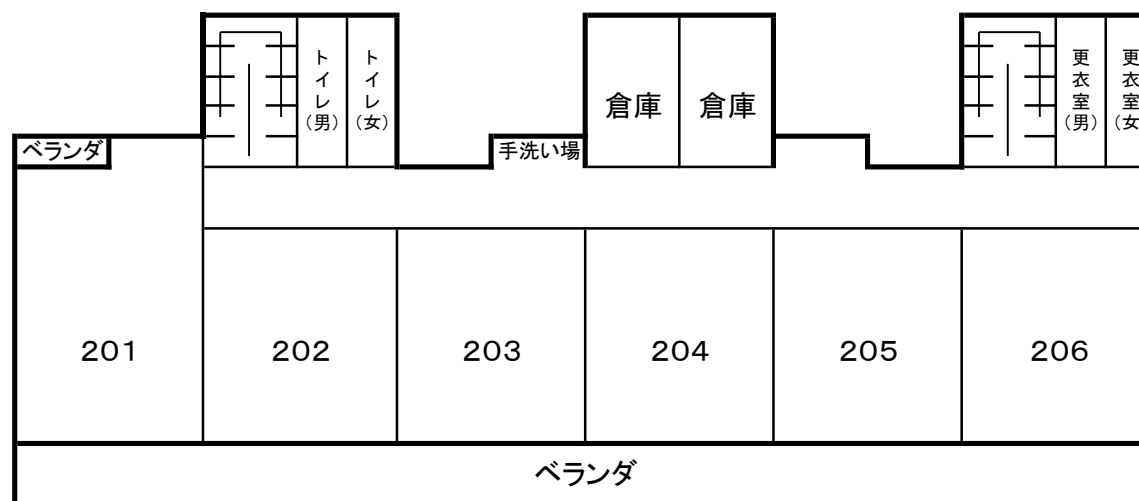 トイレ(男)
トイレ(女)
倉庫
倉庫
更衣室(男)
更衣室(女)
ベランダ
手洗い場
201
202
203
204
205
206
ベランダ